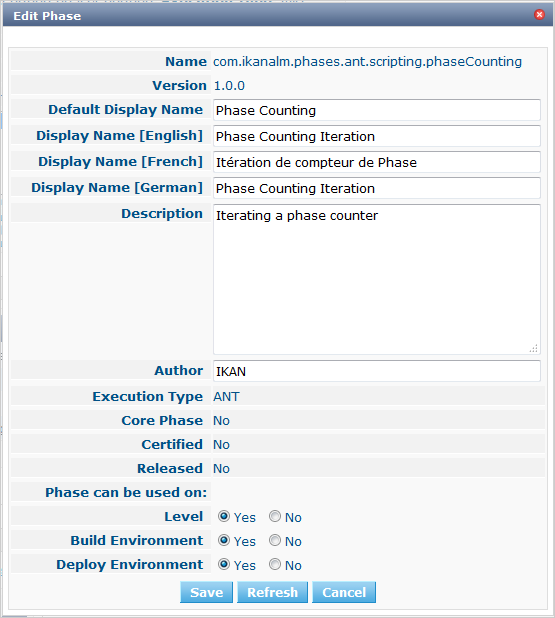 Edit Phase
Name com.ikanalm.phases.ant.scripting.phaseCounting
Version 1.0.0
Default Display Name Phase Counting
Display Name [English] Phase Counting Iteration
Display Name [French] Itération de compteur de Phase
Display Name [German] Phase Counting Iteration
Description Iterating a phase counter
Author IKAN
Execution Type ANT
Core Phase No
Certified No
Released No
Phase can be used on:
Level Yes No
Build Environment Yes No
Deploy Environment Yes No
Save Refresh Cancel